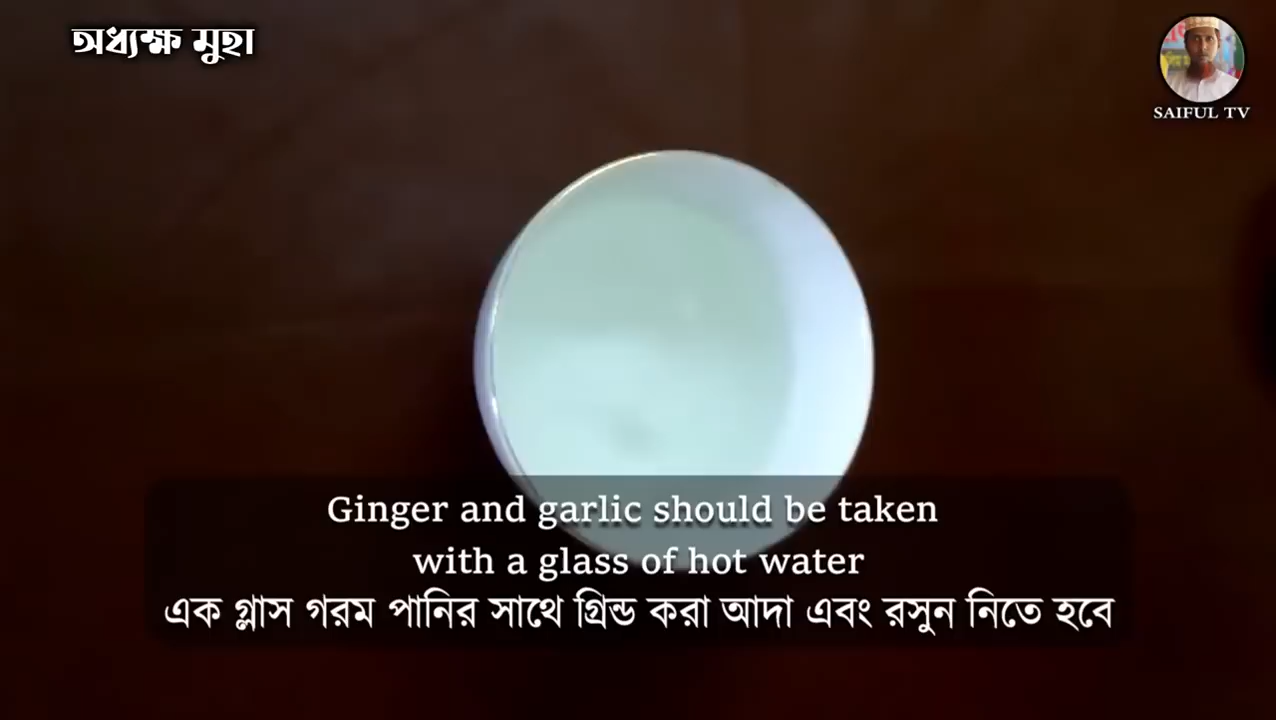 অধ্যক্ষ মুহা
SAIFUL TV
Ginger and garlic should be taken
with a glass of hot water
এক গ্লাস গরম পানির সাথে গ্রিন্ড করা আদা এবং রসুন নিতে হবে